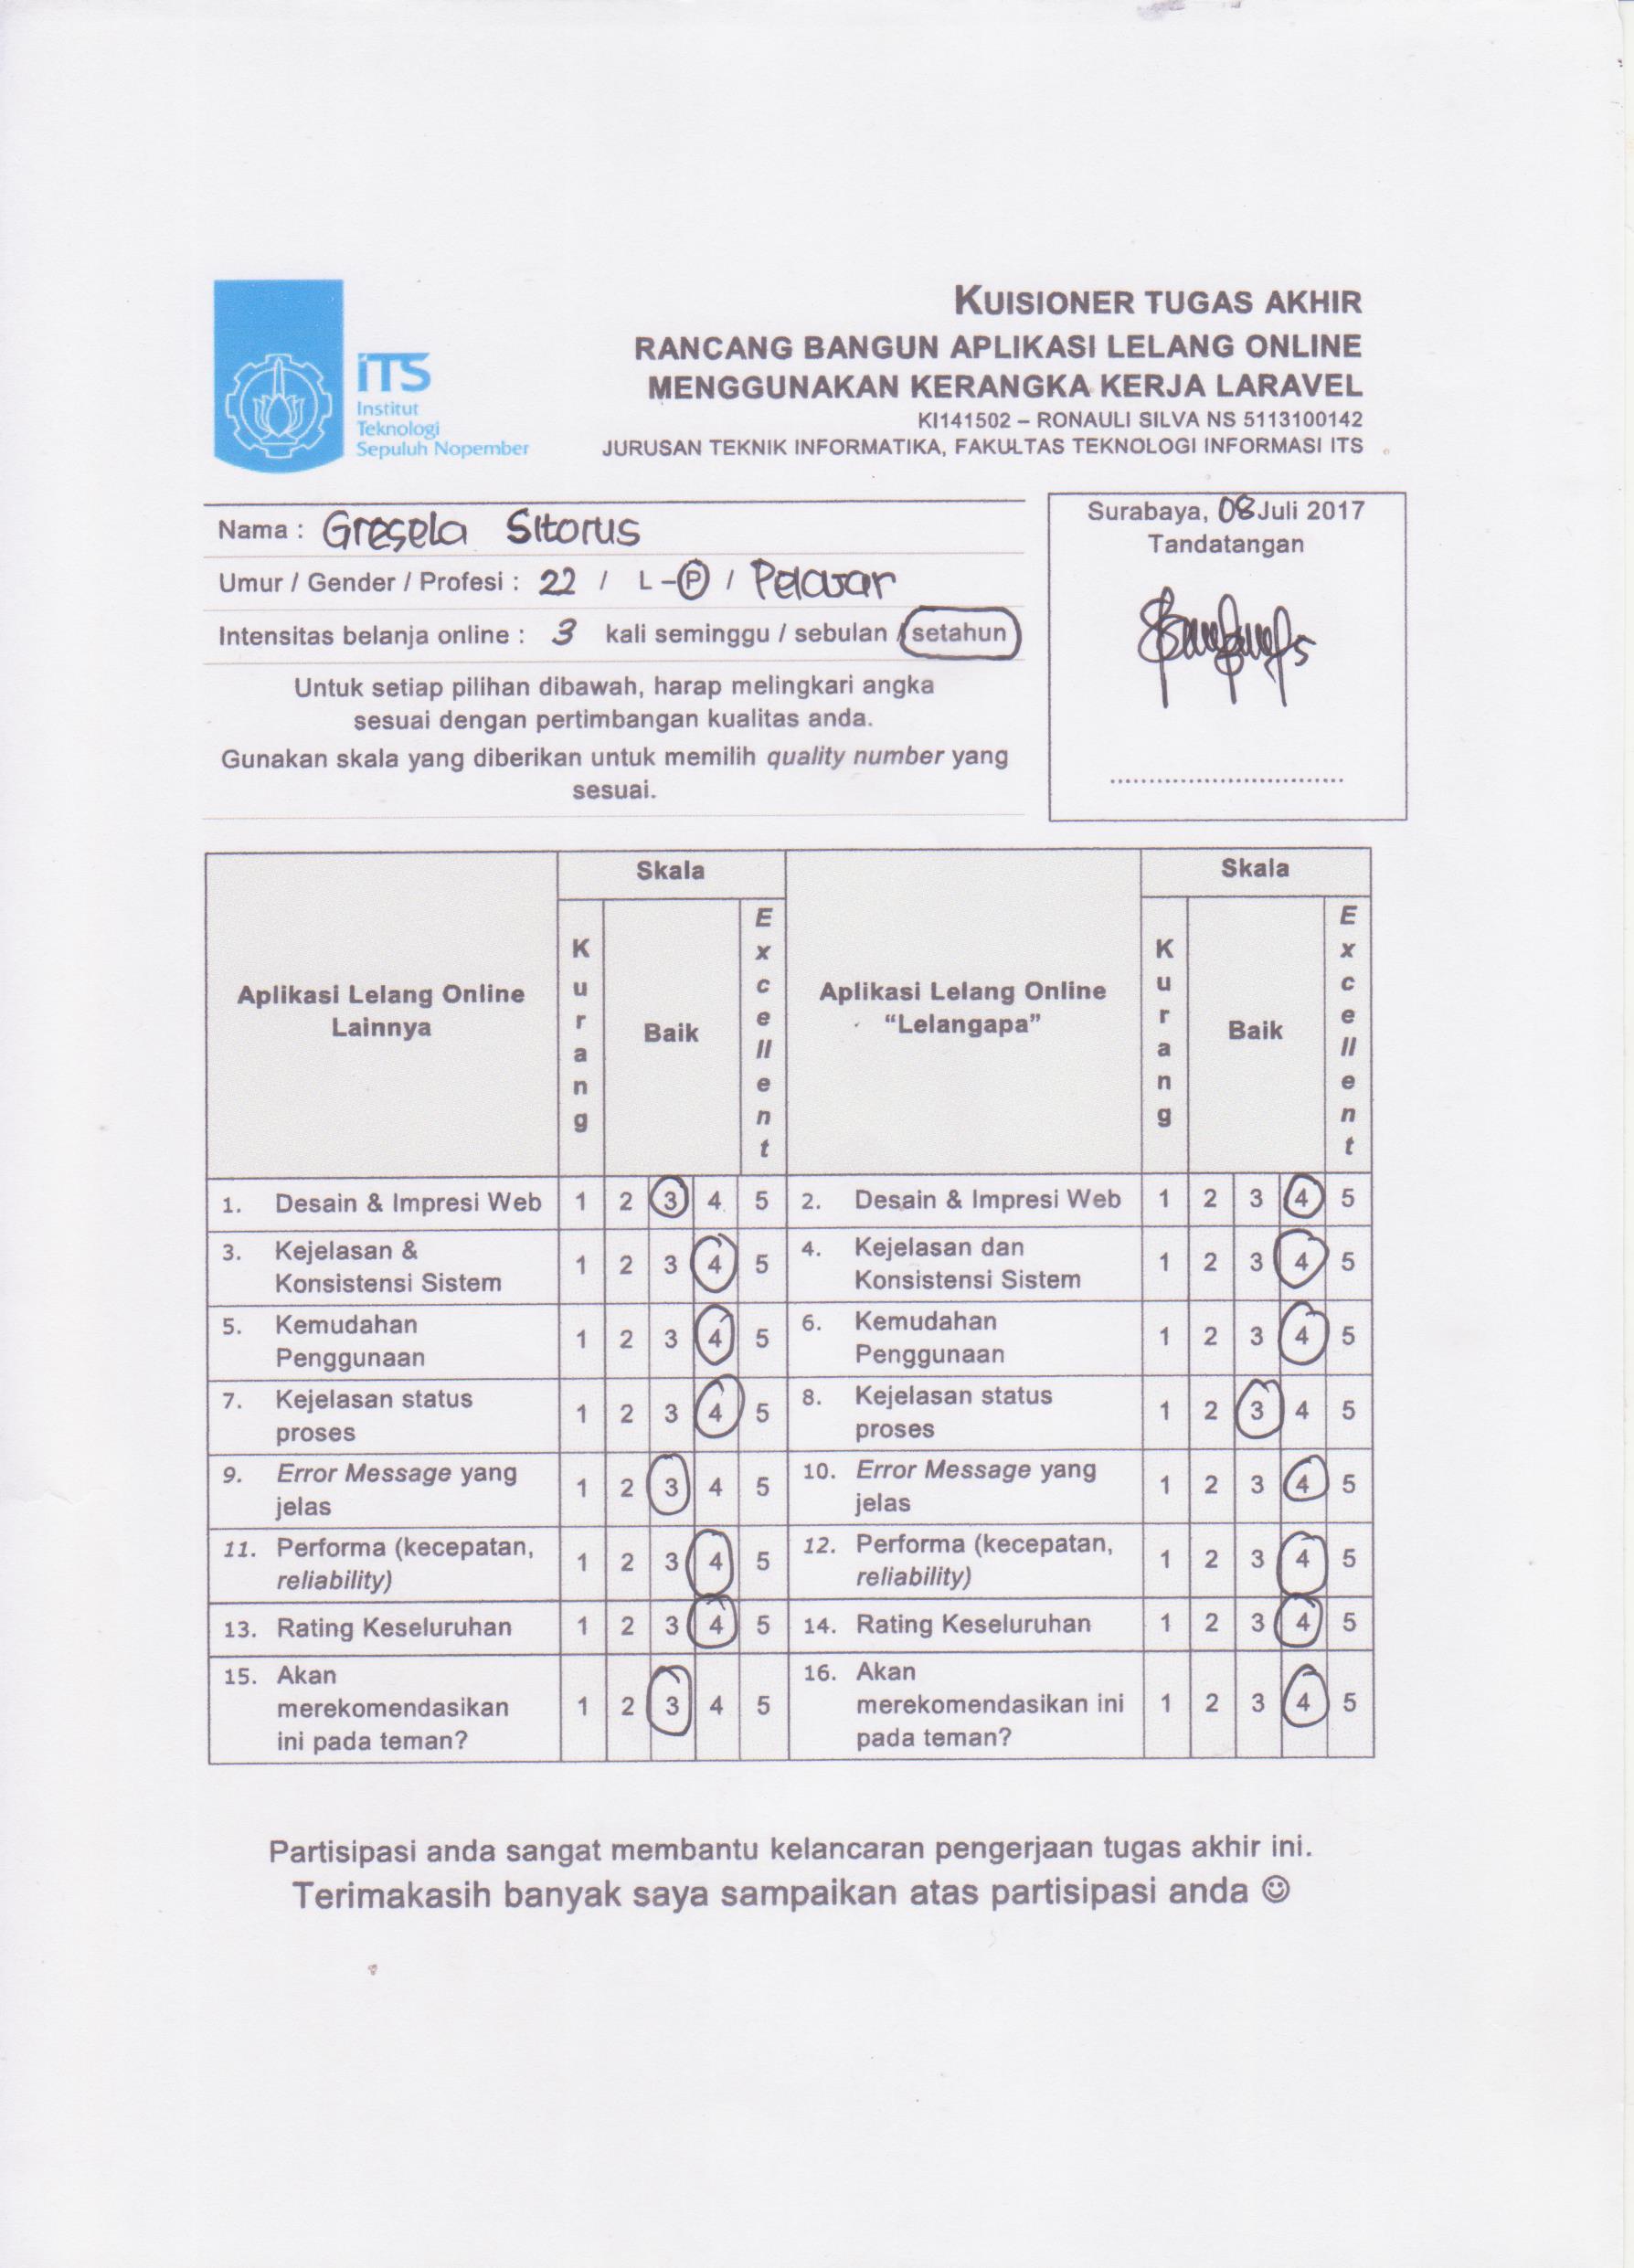 KUISIONER TUGAS AKHIR
RANCANG BANGUN APLIKASI LELANG ONLINE
MENGGUNAKAN KERANGKA KERJA LARAVEL
KI141502 – RONAULI SILVA NS 5113100142
JURUSAN TEKNIK INFORMATIKA, FAKULTAS TEKNOLOGI INFORMASI ITS
ITS
Institut
Teknologi
Sepuluh Nopember
Nama : Gresela Sitorus
Umur / Gender / Profesi : 22 / L - P / Pelajar
Intensitas belanja online : 3 kali seminggu / sebulan / setahun
Untuk setiap pilihan dibawah, harap melingkari angka
sesuai dengan pertimbangan kualitas anda.
Gunakan skala yang diberikan untuk memilih quality number yang
sesuai.
Surabaya, 08 Juli 2017
Tandatangan
Aplikasi Lelang Online
Lainnya
Skala
Kurang
Baik
Excellent
Aplikasi Lelang Online
“Lelangapa”
Skala
Kurang
Baik
Excellent
1. Desain & Impresi Web 1 2 3 4 5 2. Desain & Impresi Web 1 2 3 4 5
3. Kejelasan &
Konsistensi Sistem 1 2 3 4 5
4. Kejelasan dan
Konsistensi Sistem 1 2 3 4 5
5. Kemudahan
Penggunaan 1 2 3 4 5
6. Kemudahan
Penggunaan 1 2 3 4 5
7. Kejelasan status
proses 1 2 3 4 5
8. Kejelasan status
proses 1 2 3 4 5
9. Error Message yang
jelas 1 2 3 4 5
10. Error Message yang
jelas 1 2 3 4 5
11. Performa (kecepatan,
reliability) 1 2 3 4 5
12. Performa (kecepatan,
reliability) 1 2 3 4 5
13. Rating Keseluruhan 1 2 3 4 5 14. Rating Keseluruhan 1 2 3 4 5
15. Akan
merekomendasikan 1 2 3 4 5
ini pada teman?
16. Akan
merekomendasikan ini 1 2 3 4 5
pada teman?
Partisipasi anda sangat membantu kelancaran pengerjaan tugas akhir ini.
Terimakasih banyak saya sampaikan atas partisipasi anda ☺